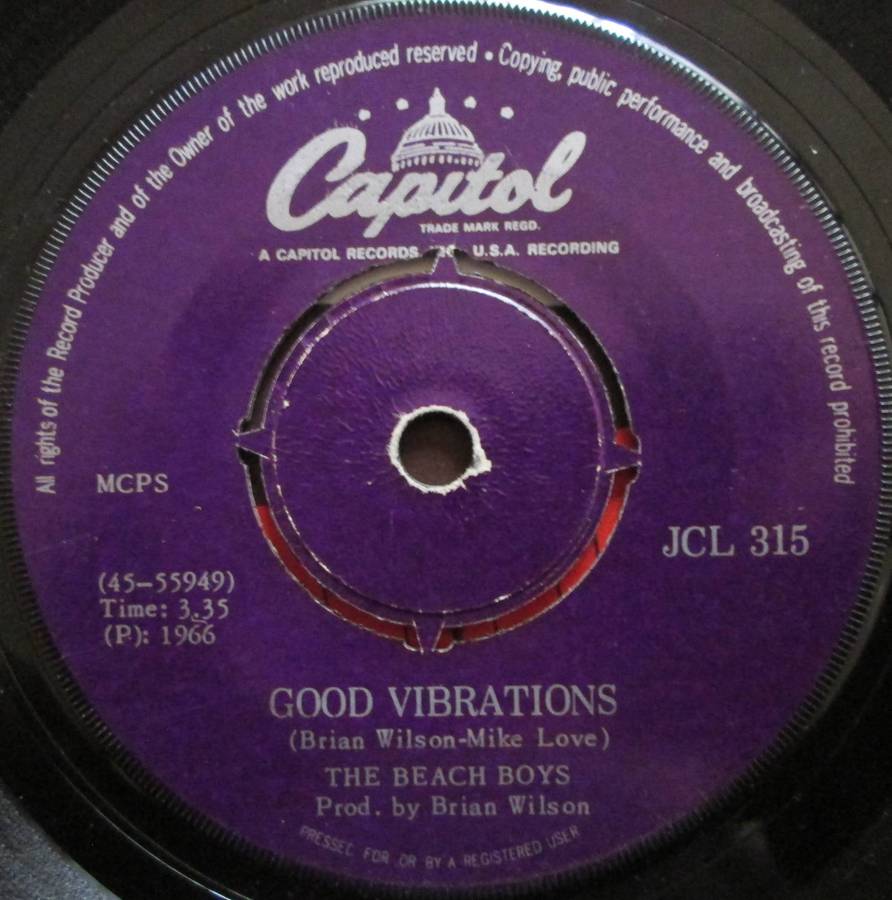 All rights of the Record Producer and of the Owner of the work reproduced reserved • Copying, public performance and broadcasting of this record prohibited
Capitol
TRADE MARK REGD.
A CAPITOL RECORDS U.S.A. RECORDING
MCPS
JCL 315
(45-55949)
Time: 3.35
(P): 1966
GOOD VIBRATIONS
(Brian Wilson-Mike Love)
THE BEACH BOYS
Prod. by Brian Wilson
PRESSEC FOR OR BY A REGISTERED USER